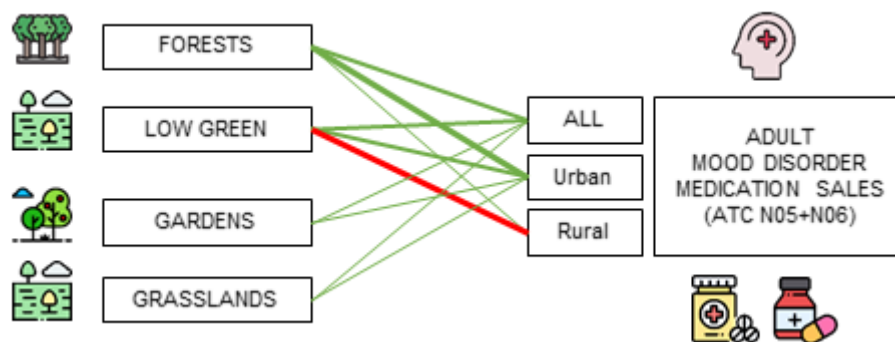 FORESTS
LOW GREEN
GARDENS
GRASSLANDS
ALL
Urban
Rural
ADULT
MOOD DISORDER
MEDICATION SALES
(ATC N05+N06)